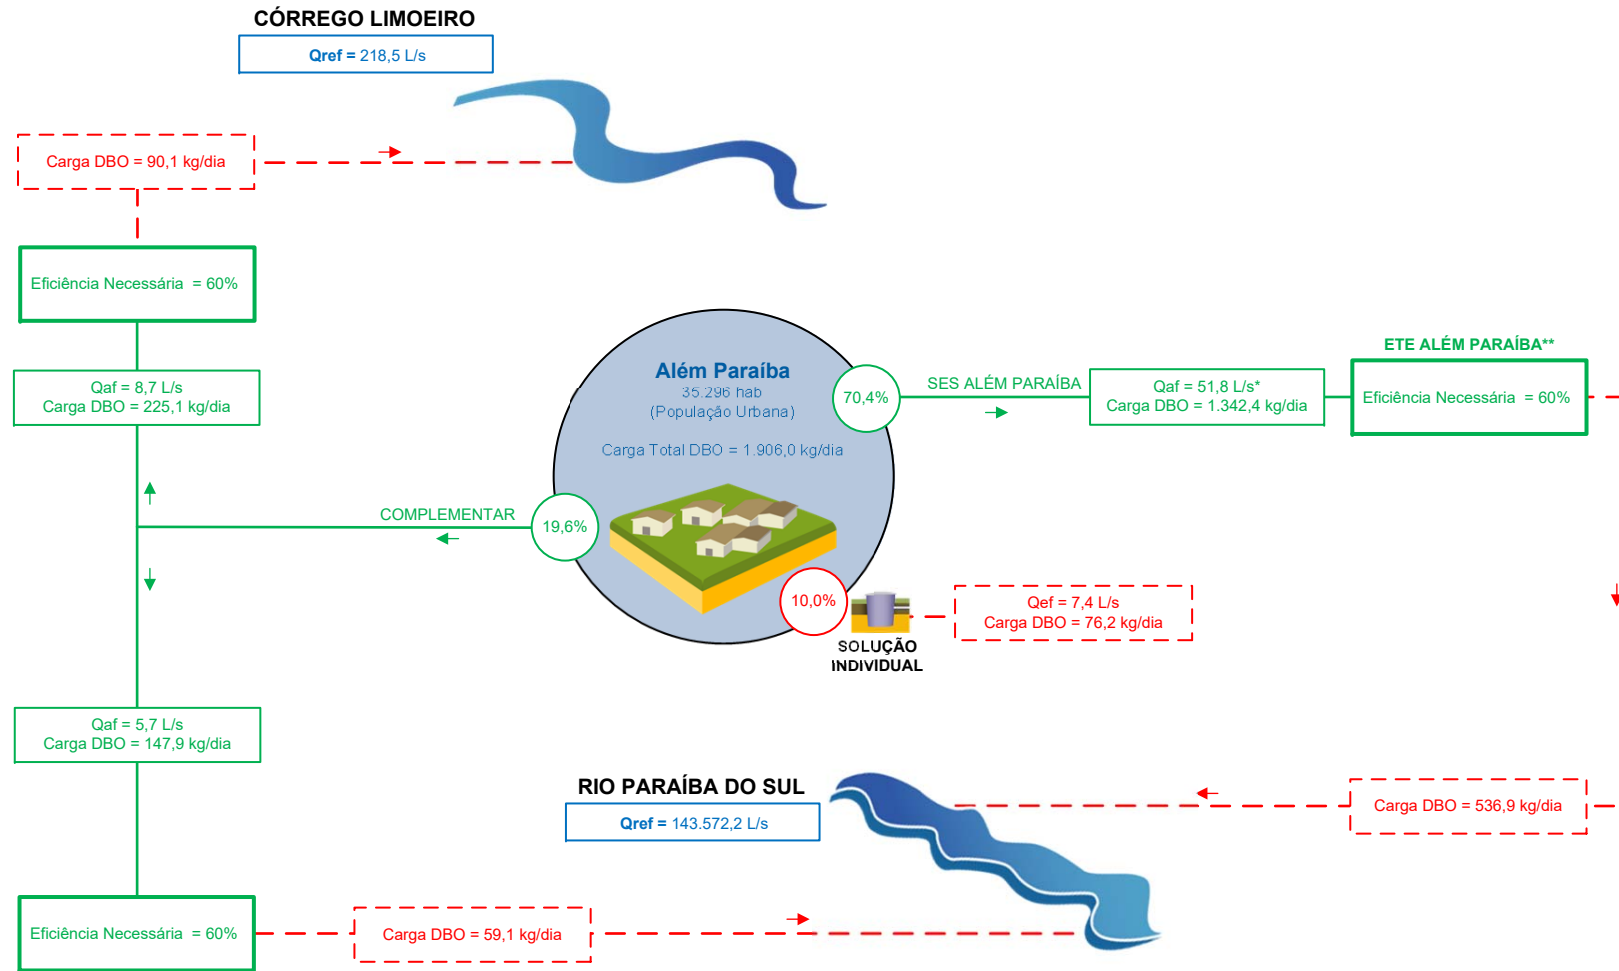 CÓRREGO LIMOEIRO
Qref = 218,5 L/s
Carga DBO = 90,1 kg/dia
Eficiência Necessária = 60%
Qaf = 8,7 L/s
Carga DBO = 225,1 kg/dia
Além Paraíba
35.296 hab
(População Urbana)
Carga Total DBO = 1.906,0 kg/dia
70,4%
SES ALÉM PARAÍBA
Qaf = 51,8 L/s*
Carga DBO = 1.342,4 kg/dia
ETE ALÉM PARAÍBA**
Eficiência Necessária = 60%
COMPLEMENTAR
19,6%
10,0%
SOLUÇÃO
INDIVIDUAL
Qef = 7,4 L/s
Carga DBO = 76,2 kg/dia
Qaf = 5,7 L/s
Carga DBO = 147,9 kg/dia
RIO PARAÍBA DO SUL
Qref = 143.572,2 L/s
Carga DBO = 536,9 kg/dia
Eficiência Necessária = 60%
Carga DBO = 59,1 kg/dia